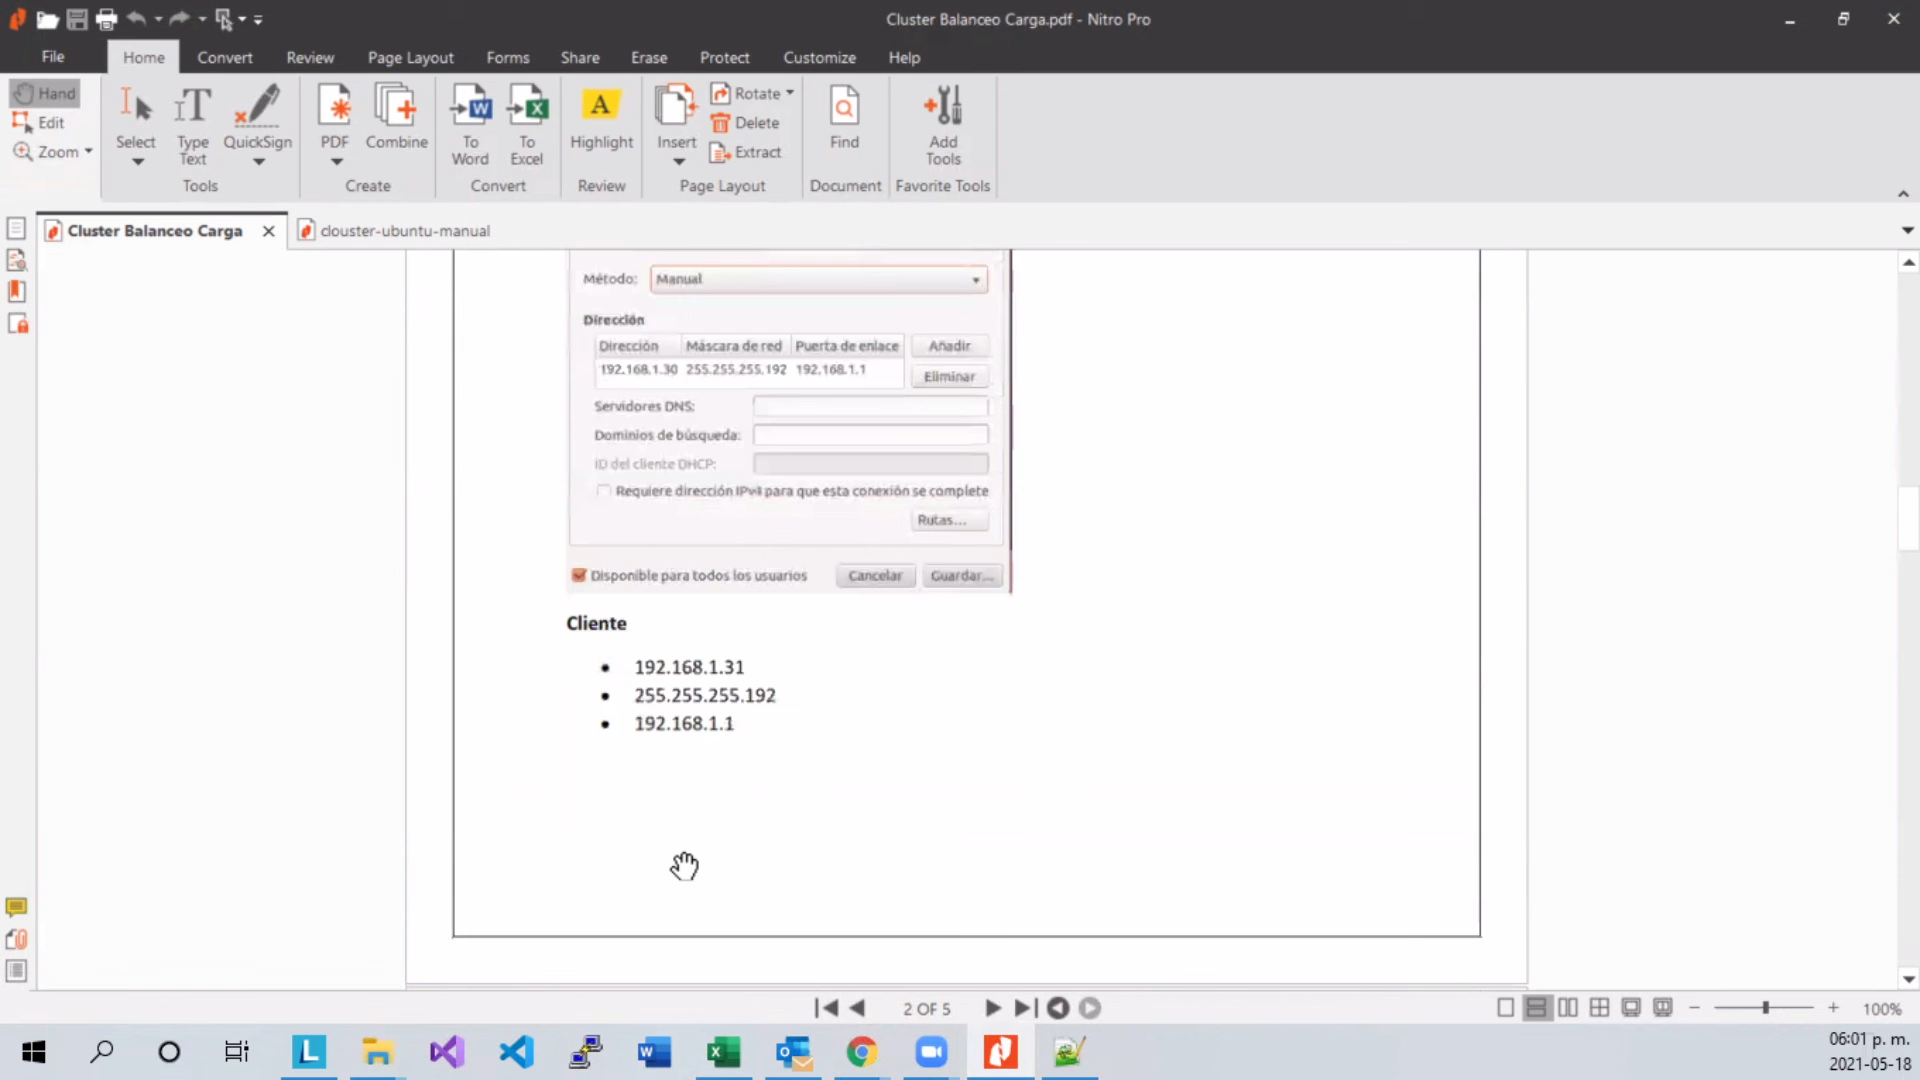 Cluster Balanceo Carga.pdf - Nitro Pro
File Home Convert Review Page Layout Forms Share Erase Protect Customize Help
Hand
Edit
Zoom
Select
Type Text
QuickSign
Tools
PDF
Combine
Create
To Word
To Excel
Convert
Highlight
Review
Insert
Rotate
Delete
Extract
Page Layout
Find
Document
Add Tools
Favorite Tools
Cluster Balanceo Carga
clouster-ubuntu-manual
Método: Manual
Dirección
Dirección Máscara de red Puerta de enlace Añadir
192.168.1.30 255.255.255.192 192.168.1.1
Eliminar
Servidores DNS:
Dominios de búsqueda:
ID del cliente DHCP:
Requiere dirección IPv4 para que esta conexión se complete
Rutas...
Disponible para todos los usuarios Cancelar Guardar...
Cliente
• 192.168.1.31
• 255.255.255.192
• 192.168.1.1
2 OF 5
100%
06:01 p. m.
2021-05-18